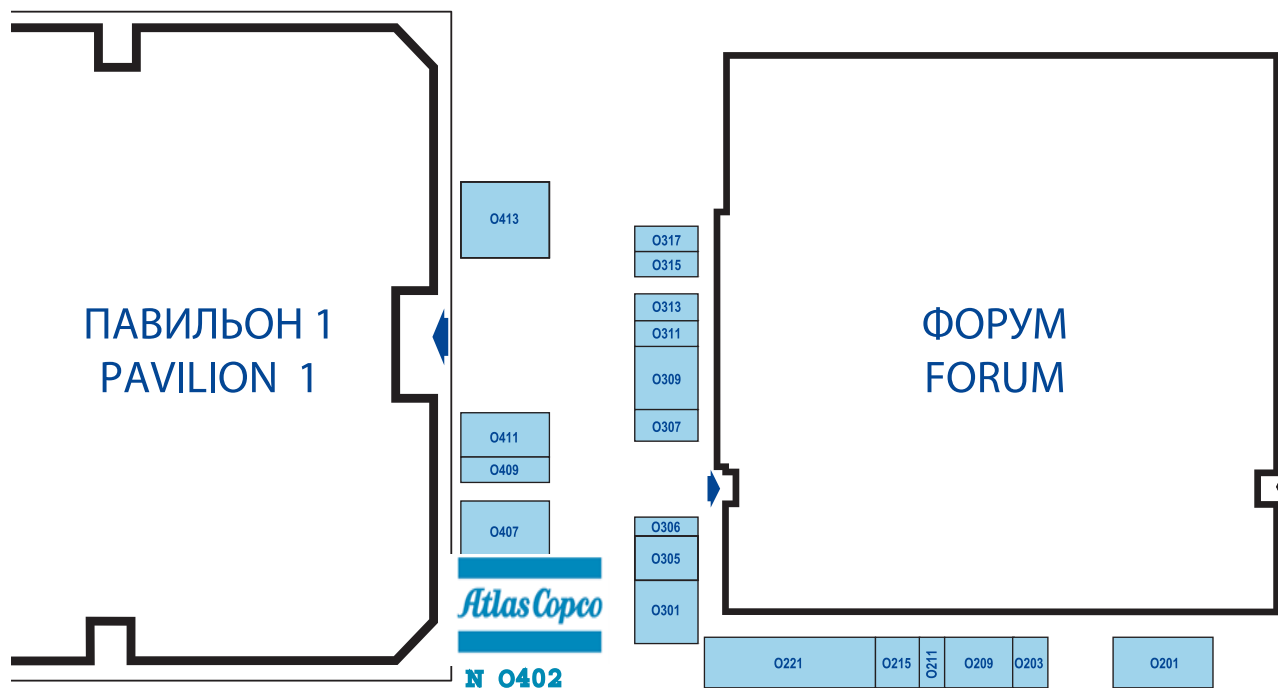 ПАВИЛЬОН 1
PAVILION 1
O413
O411
O409
O407
Atlas Copco
N O402
O317
O315
O313
O311
O309
O307
O306
O305
O301
ФОРУМ
FORUM
O221
O215
O211
O209
O203
O201